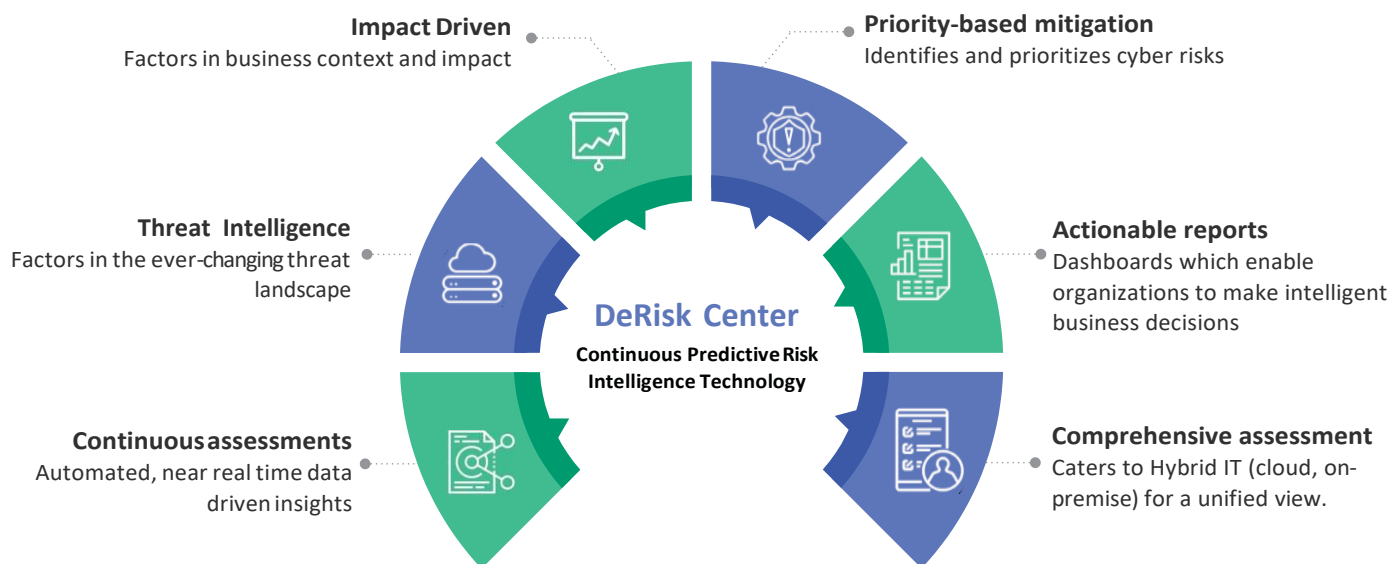 Impact Driven
Factors in business context and impact
Priority-based mitigation
Identifies and prioritizes cyber risks
Threat Intelligence
Factors in the ever-changing threat
landscape
Actionable reports
Dashboards which enable
organizations to make intelligent
business decisions
DeRisk Center
Continuous Predictive Risk
Intelligence Technology
Continuous assessments
Automated, near real time data
driven insights
Comprehensive assessment
Caters to Hybrid IT (cloud, on-
premise) for a unified view.